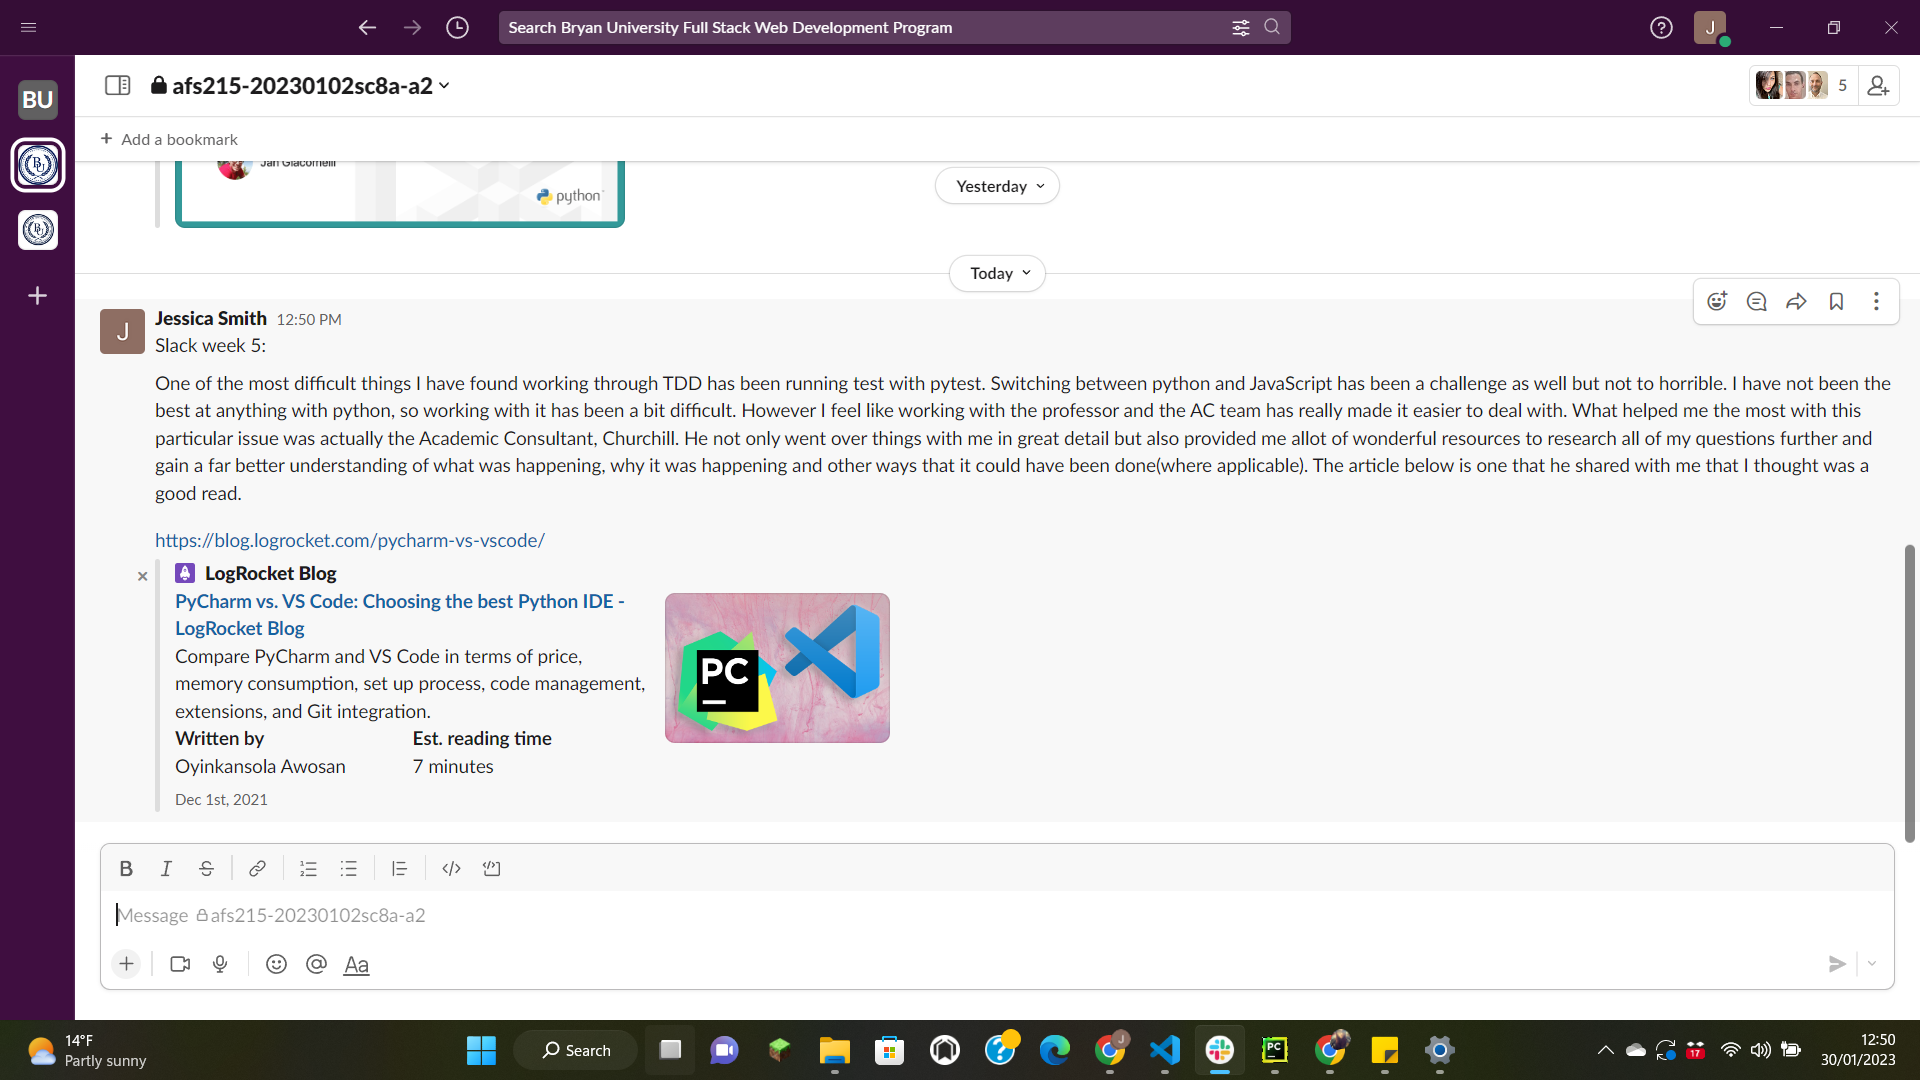 Search Bryan University Full Stack Web Development Program
J
BU
afs215-20230102sc8a-a2
5
Add a bookmark
Jan Giacomelli
python
Yesterday
Today
J
Jessica Smith 12:50 PM
Slack week 5:
One of the most difficult things I have found working through TDD has been running test with pytest. Switching between python and JavaScript has been a challenge as well but not to horrible. I have not been the
best at anything with python, so working with it has been a bit difficult. However I feel like working with the professor and the AC team has really made it easier to deal with. What helped me the most with this
particular issue was actually the Academic Consultant, Churchill. He not only went over things with me in great detail but also provided me allot of wonderful resources to research all of my questions further and
gain a far better understanding of what was happening, why it was happening and other ways that it could have been done(where applicable). The article below is one that he shared with me that I thought was a
good read.
https://blog.logrocket.com/pycharm-vs-vscode/
LogRocket Blog
PyCharm vs. VS Code: Choosing the best Python IDE -
LogRocket Blog
Compare PyCharm and VS Code in terms of price,
memory consumption, set up process, code management,
extensions, and Git integration.
Written by Est. reading time
Oyinkansola Awosan 7 minutes
Dec 1st, 2021
PC
B I S
Message afs215-20230102sc8a-a2
Aa
14°F
Partly sunny
Search
J
PC
17
12:50
30/01/2023